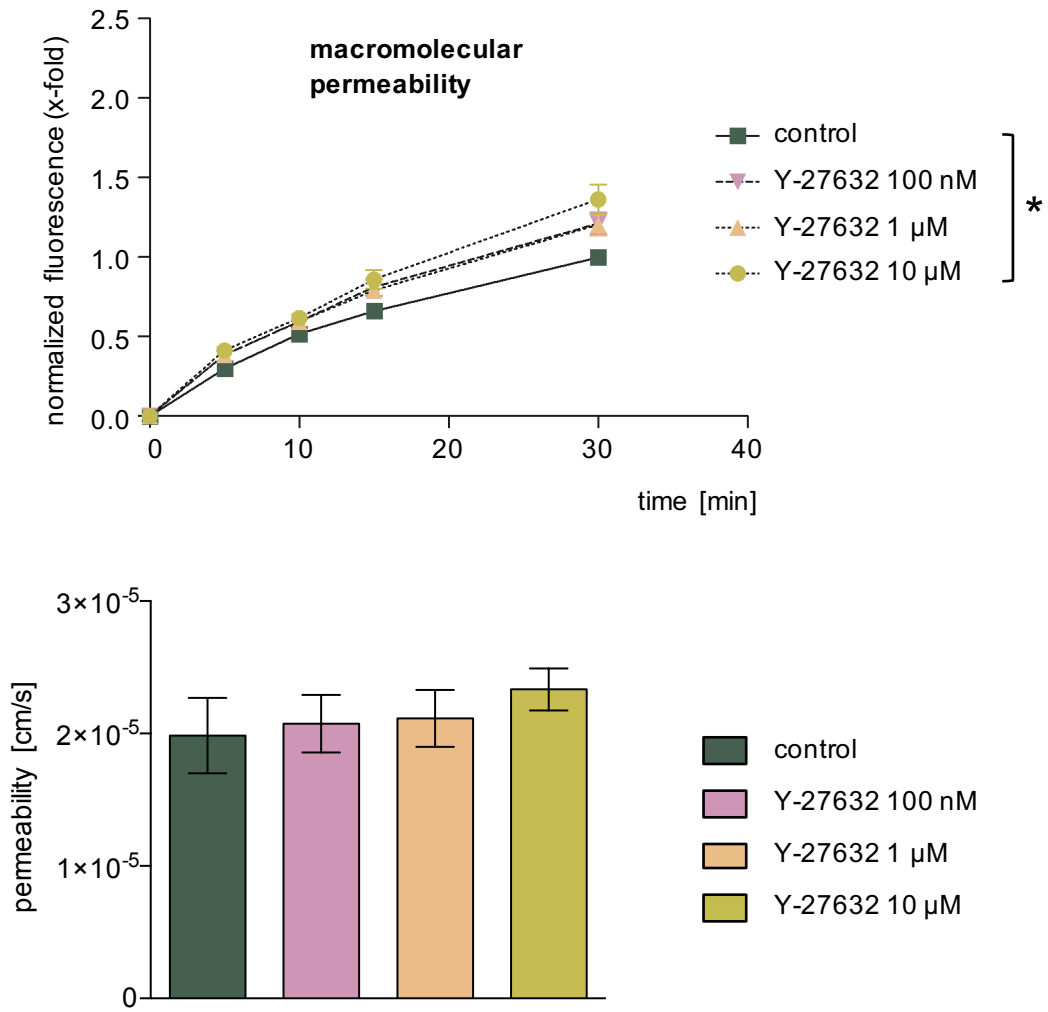 2.5
2.0
1.5
1.0
0.5
0.0
normalized fluorescence (x-fold)
macromolecular
permeability
0
10
20
30
40
time [min]
control
Y-27632 100 nM
Y-27632 1 µM
Y-27632 10 µM
*
3×10⁻⁵
2×10⁻⁵
1×10⁻⁵
0
permeability [cm/s]
control
Y-27632 100 nM
Y-27632 1 µM
Y-27632 10 µM